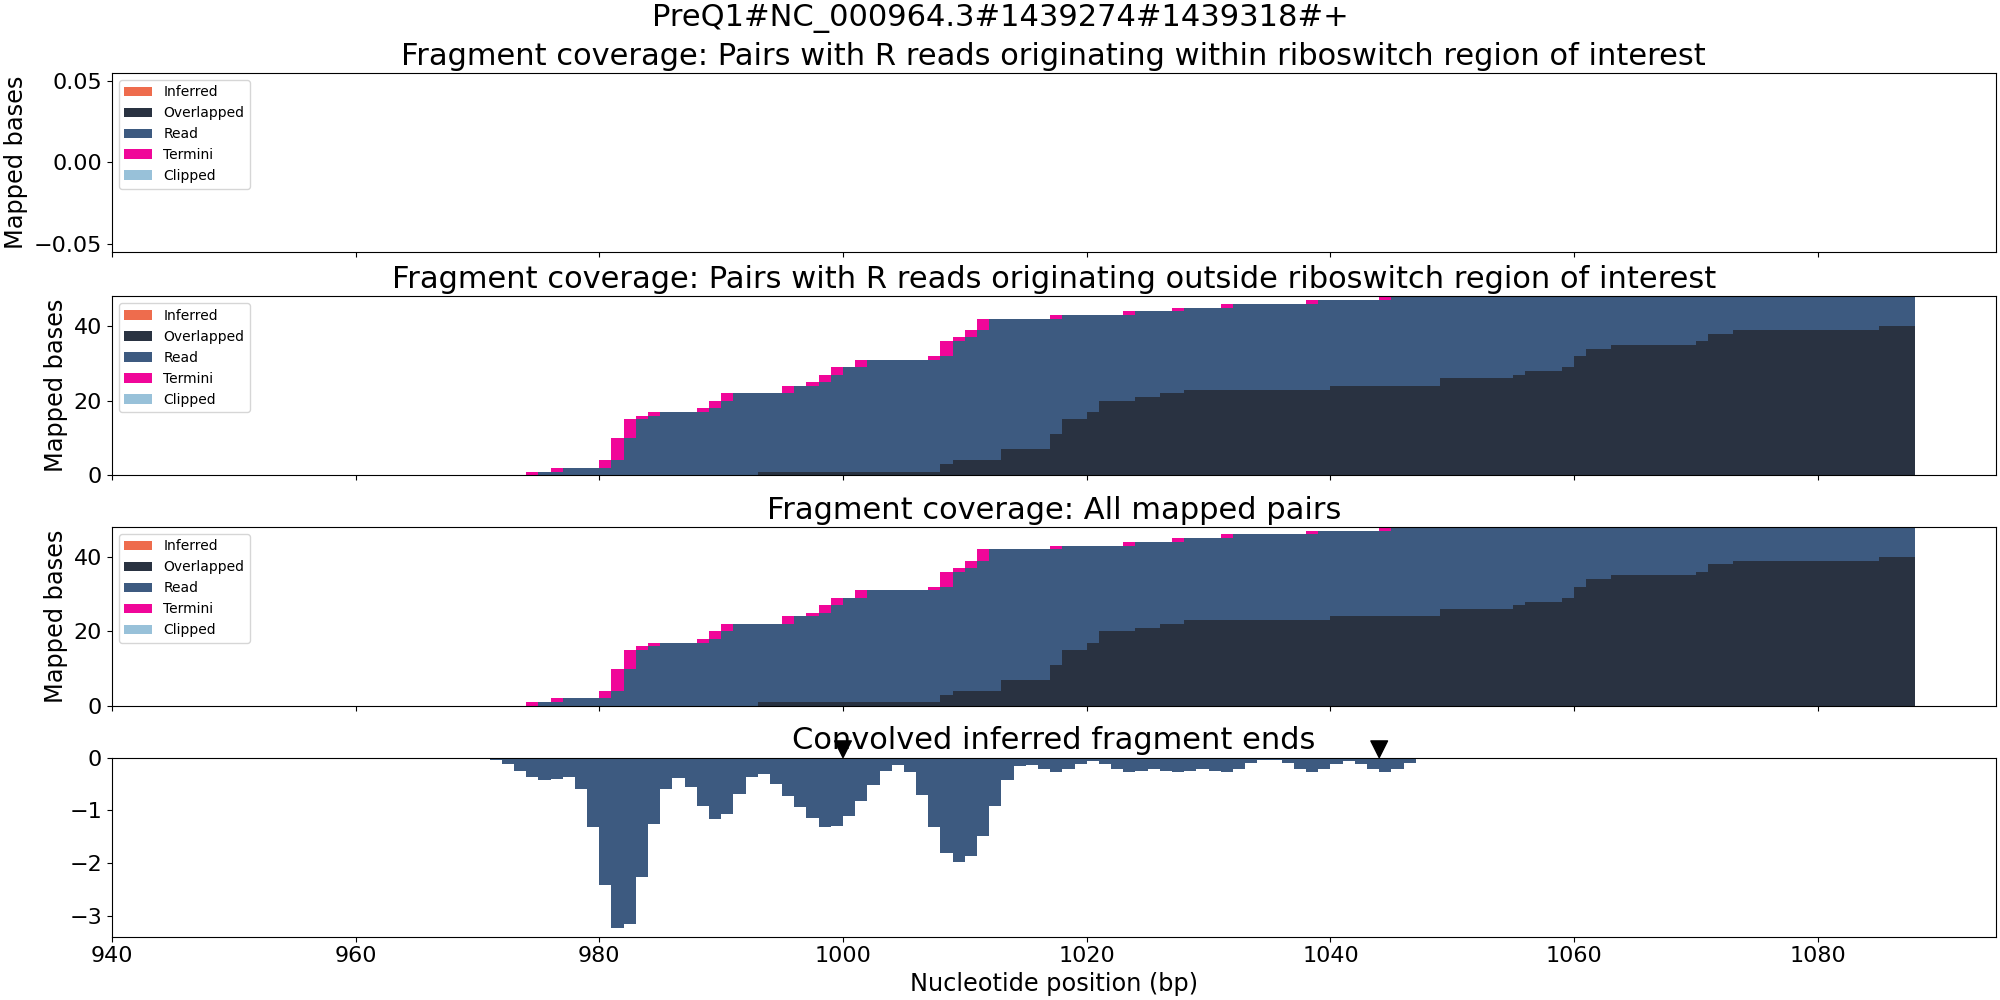 PreQ1#NC_000964.3#1439274#1439318#+
Fragment coverage: Pairs with R reads originating within riboswitch region of interest
Mapped bases
0.05
0.00
−0.05
Inferred
Overlapped
Read
Termini
Clipped
Fragment coverage: Pairs with R reads originating outside riboswitch region of interest
Mapped bases
40
20
0
Inferred
Overlapped
Read
Termini
Clipped
Fragment coverage: All mapped pairs
Mapped bases
40
20
0
Inferred
Overlapped
Read
Termini
Clipped
Convolved inferred fragment ends
0
−1
−2
−3
940 960 980 1000 1020 1040 1060 1080
Nucleotide position (bp)